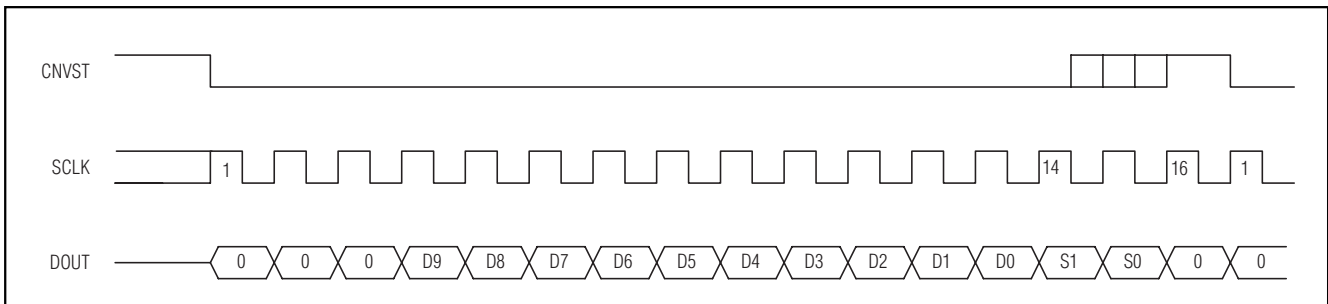 CNVST
SCLK 1 14 16 1
DOUT 0 0 0 D9 D8 D7 D6 D5 D4 D3 D2 D1 D0 S1 S0 0 0